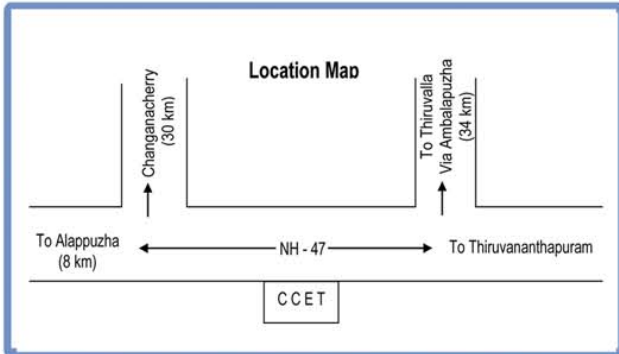 Location Map
Changanacherry
(30 km)
To Thiruvalla
Via Ambalapuzha
(34 km)
To Alappuzha
(8 km)
NH - 47
To Thiruvananthapuram
CCET